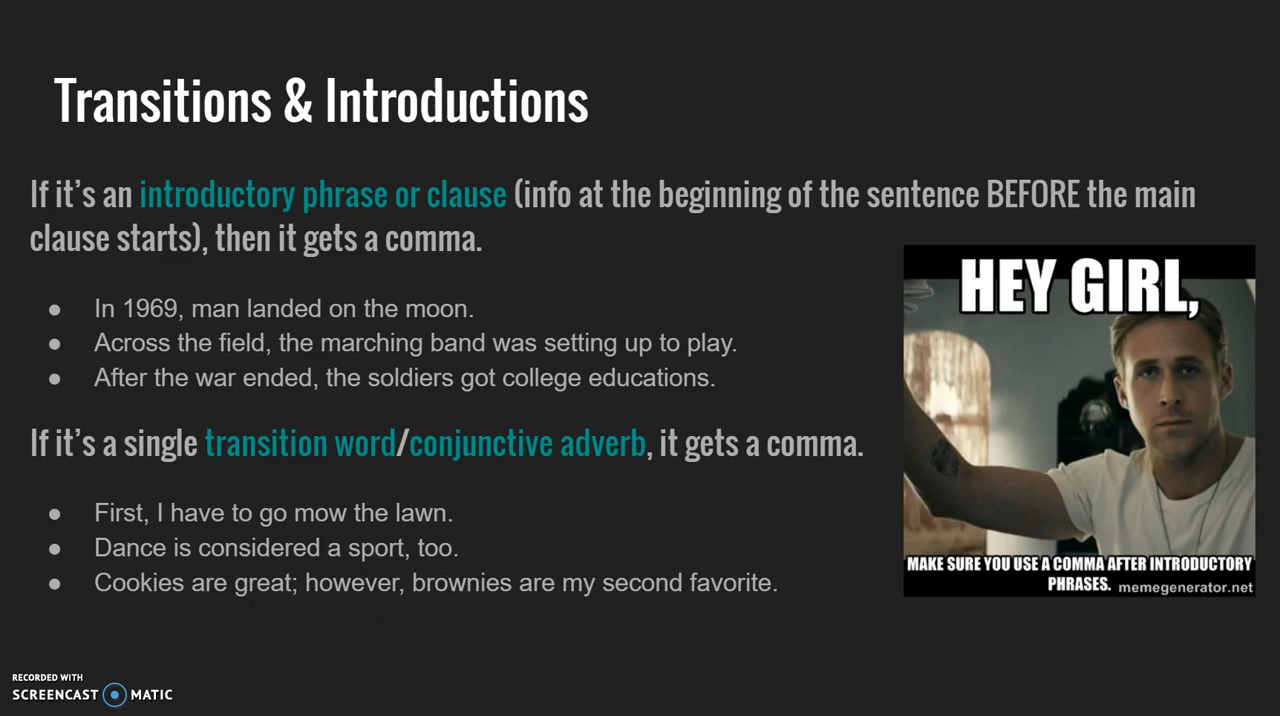 Transitions & Introductions
If it's an introductory phrase or clause (info at the beginning of the sentence BEFORE the main
clause starts), then it gets a comma.
● In 1969, man landed on the moon.
● Across the field, the marching band was setting up to play.
● After the war ended, the soldiers got college educations.
If it's a single transition word/conjunctive adverb, it gets a comma.
● First, I have to go mow the lawn.
● Dance is considered a sport, too.
● Cookies are great; however, brownies are my second favorite.
HEY GIRL,
MAKE SURE YOU USE A COMMA AFTER INTRODUCTORY
PHRASES.
memegenerator.net
RECORDED WITH
SCREENCAST MATIC